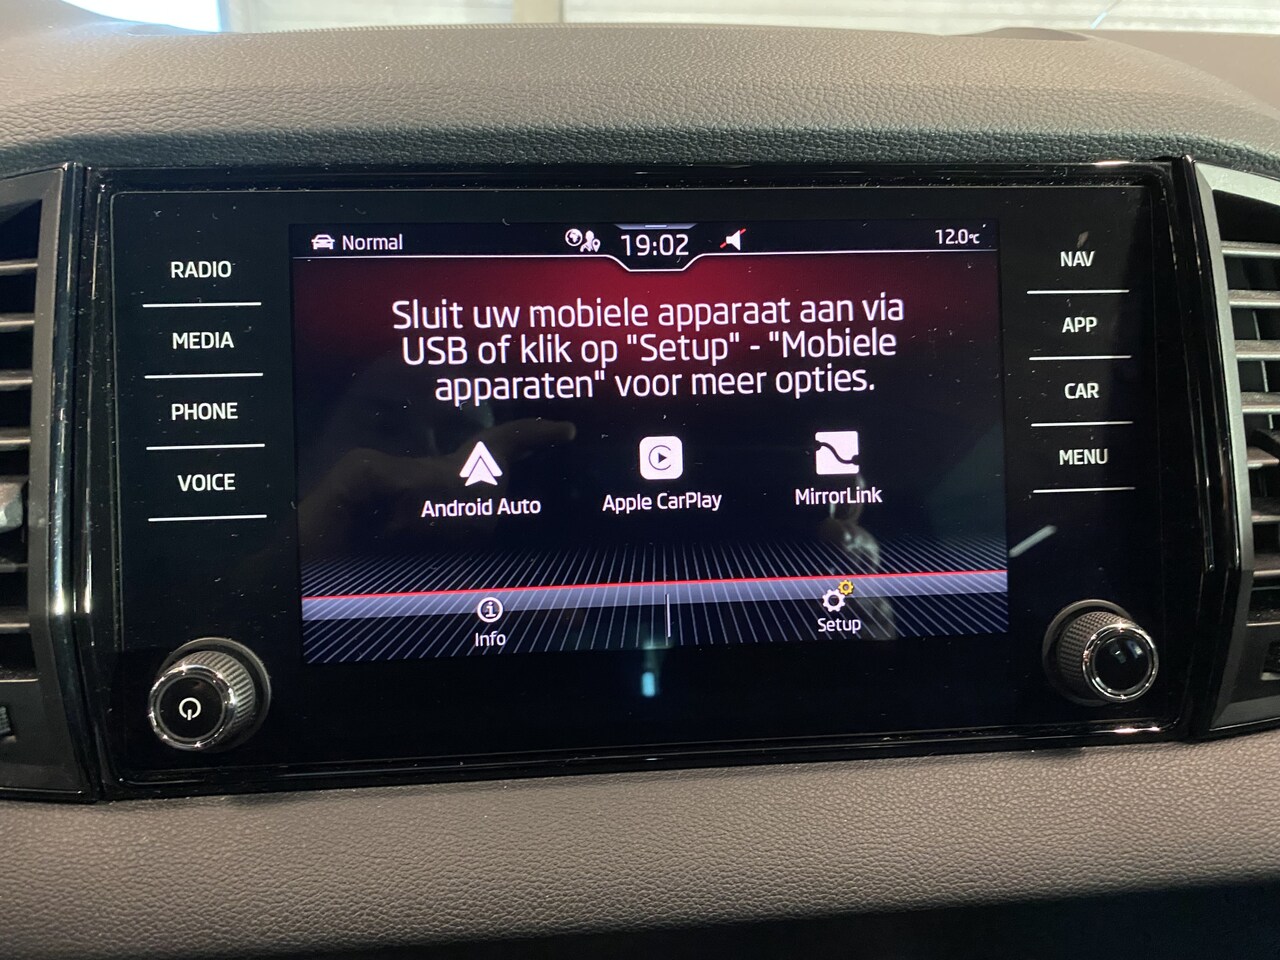 Normal
19:02
12.0°C
RADIO
MEDIA
PHONE
VOICE
NAV
APP
CAR
MENU
Sluit uw mobiele apparaat aan via
USB of klik op "Setup" - "Mobiele
apparaten" voor meer opties.
Android Auto
Apple CarPlay
MirrorLink
Info
Setup